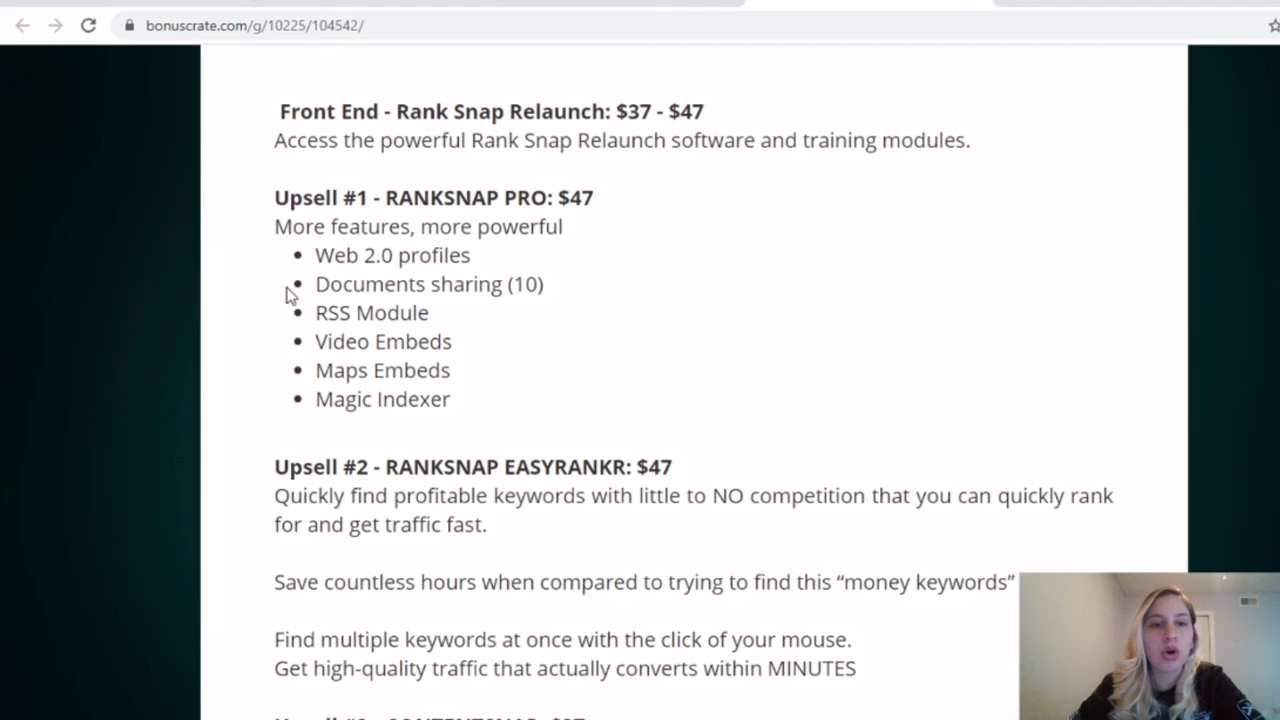 bonuscrate.com/g/10225/104542/
Front End - Rank Snap Relaunch: $37 - $47
Access the powerful Rank Snap Relaunch software and training modules.
Upsell #1 - RANKSNAP PRO: $47
More features, more powerful
• Web 2.0 profiles
• Documents sharing (10)
• RSS Module
• Video Embeds
• Maps Embeds
• Magic Indexer
Upsell #2 - RANKSNAP EASYRANKR: $47
Quickly find profitable keywords with little to NO competition that you can quickly rank
for and get traffic fast.
Save countless hours when compared to trying to find this “money keywords”
Find multiple keywords at once with the click of your mouse.
Get high-quality traffic that actually converts within MINUTES